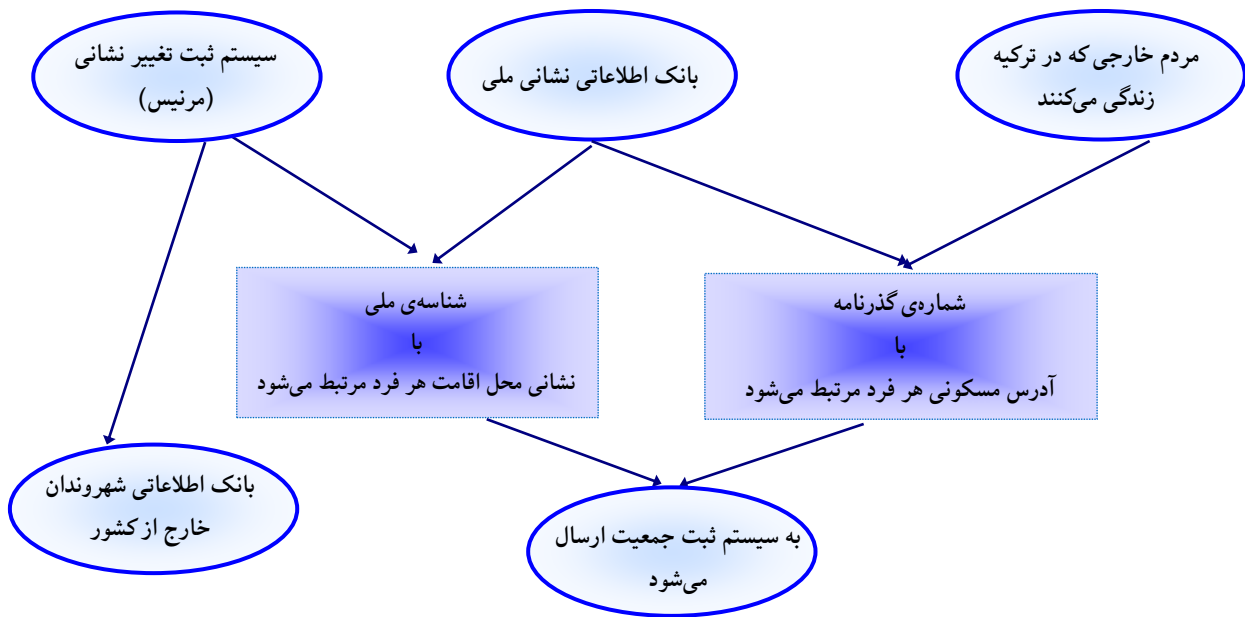 مردم خارجی که در ترکیه
زندگی می‌کنند
بانک اطلاعاتی نشانی ملی
سیستم ثبت تغییر نشانی
(مرنیس)
شماره‌ی گذرنامه
با
آدرس مسکونی هر فرد مرتبط می‌شود
شناسه‌ی ملی
با
نشانی محل اقامت هر فرد مرتبط می‌شود
به سیستم ثبت جمعیت ارسال
می‌شود
بانک اطلاعاتی شهروندان
خارج از کشور